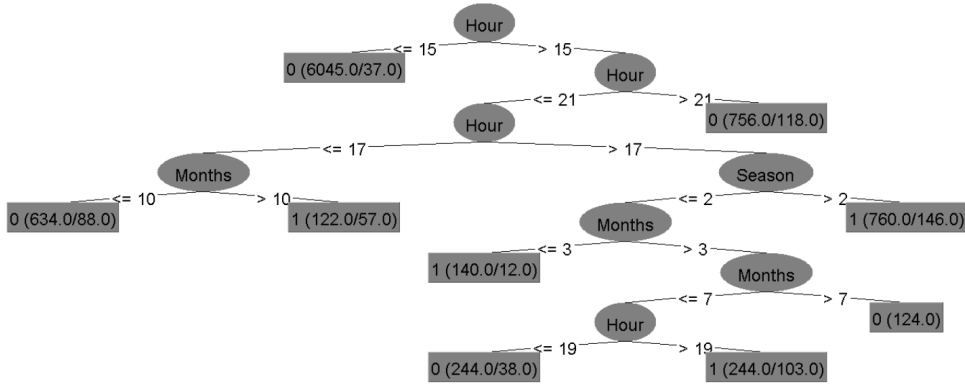 Hour
<= 15 > 15
0 (6045.0/37.0)
Hour
<= 21 > 21
Hour
0 (756.0/118.0)
<= 17 > 17
Months Season
<= 10 > 10 <= 2 > 2
0 (634.0/88.0) 1 (122.0/57.0) Months 1 (760.0/146.0)
<= 3 > 3
1 (140.0/12.0) Months
<= 7 > 7
Hour 0 (124.0)
<= 19 > 19
0 (244.0/38.0) 1 (244.0/103.0)